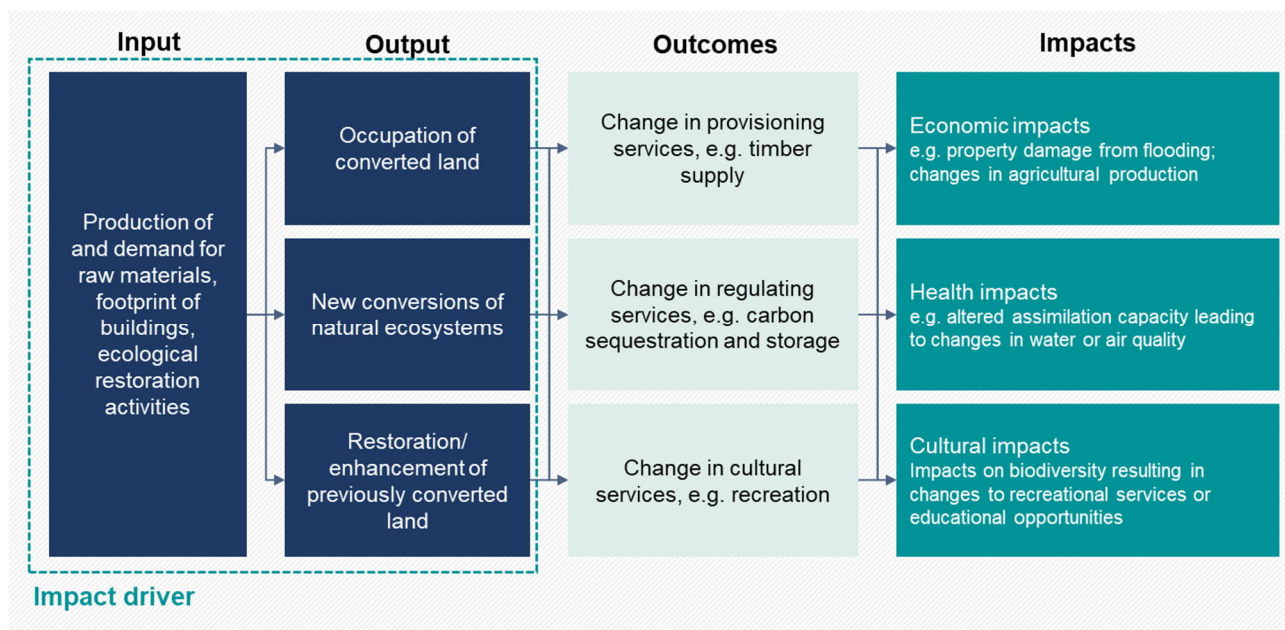 Input
Output
Outcomes
Impacts
Production of
and demand for
raw materials,
footprint of
buildings,
ecological
restoration
activities
Occupation of
converted land
New conversions of
natural ecosystems
Restoration/
enhancement of
previously converted
land
Change in provisioning
services, e.g. timber
supply
Change in regulating
services, e.g. carbon
sequestration and storage
Change in cultural
services, e.g. recreation
Economic impacts
e.g. property damage from flooding;
changes in agricultural production
Health impacts
e.g. altered assimilation capacity leading
to changes in water or air quality
Cultural impacts
Impacts on biodiversity resulting in
changes to recreational services or
educational opportunities
Impact driver